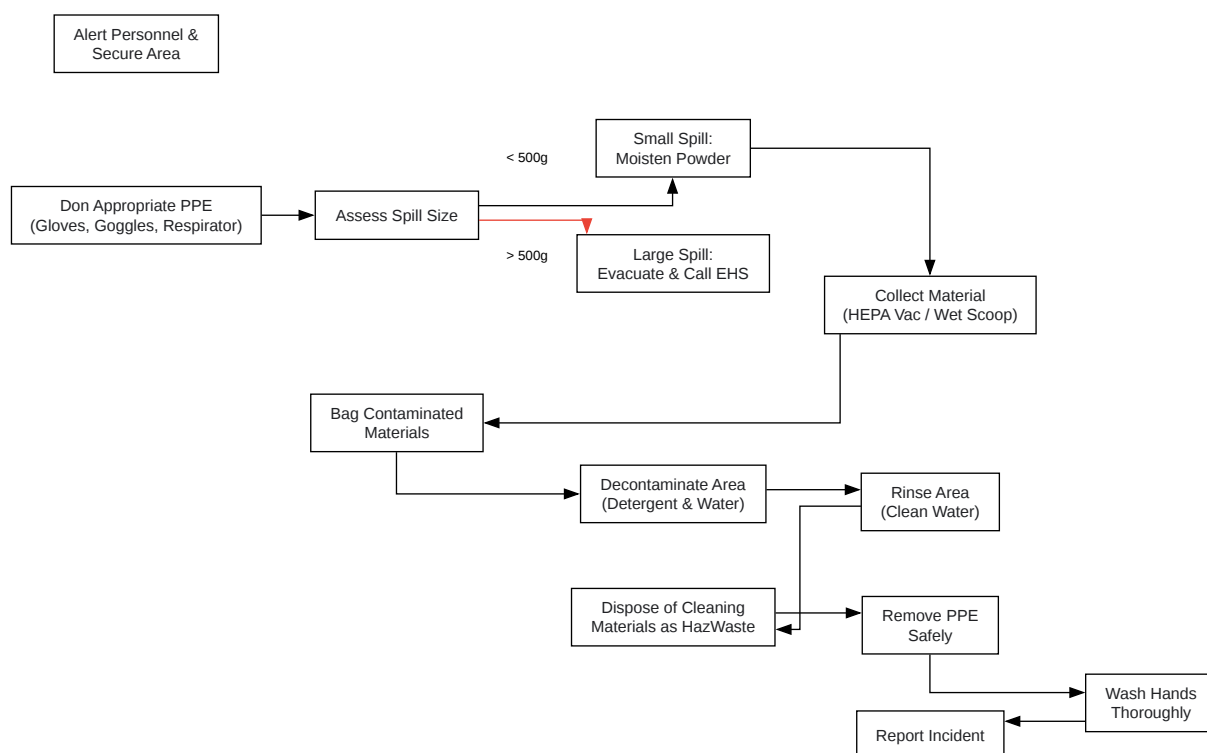 Alert Personnel &
Secure Area
Don Appropriate PPE
(Gloves, Goggles, Respirator)
Assess Spill Size
< 500g
> 500g
Small Spill:
Moisten Powder
Large Spill:
Evacuate & Call EHS
Collect Material
(HEPA Vac / Wet Scoop)
Bag Contaminated
Materials
Decontaminate Area
(Detergent & Water)
Rinse Area
(Clean Water)
Dispose of Cleaning
Materials as HazWaste
Remove PPE
Safely
Wash Hands
Thoroughly
Report Incident